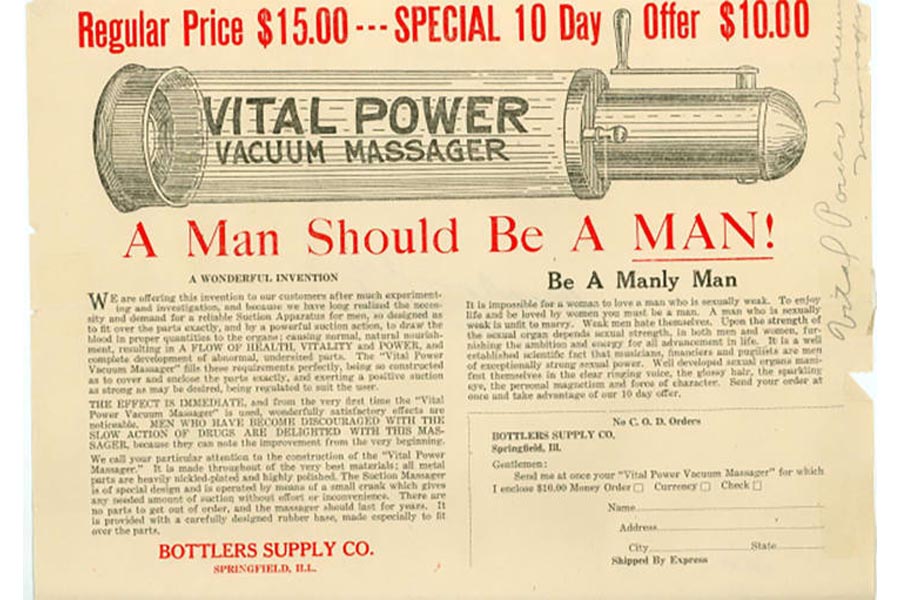 Regular Price $15.00 --- SPECIAL 10 Day Offer $10.00
VITAL POWER
VACUUM MASSAGER
A Man Should Be A MAN!
A WONDERFUL INVENTION
WE are offering this invention to our customers after much experiment-
ing and investigation, and because we have long realized the neces-
sity and demand for a reliable Suction Apparatus for men, so designed as
to fit over the parts exactly, and by a powerful suction action, to draw the
blood in proper quantities to the organs; causing normal, natural nourish-
ment, resulting in A FLOW OF HEALTH, VITALITY and POWER, and
complete development of abnormal, undersized parts. The "Vital Power
Vacuum Massager" fills these requirements perfectly, being so constructed
as to cover and enclose the parts exactly, and exerting a positive suction
as strong as may be desired, being regulated to suit the user.
THE EFFECT IS IMMEDIATE, and from the very first time the "Vital
Power Vacuum Massager" is used, wonderfully satisfactory effects are
noticeable. MEN WHO HAVE BECOME DISCOURAGED WITH THE
SLOW ACTION OF DRUGS ARE DELIGHTED WITH THIS MAS-
SAGER, because they can note the improvement from the very beginning.
We call your particular attention to the construction of the "Vital Power
Massager." It is made throughout of the very best materials; all metal
parts are heavily nickled-plated and highly polished. The Suction Massager
is of special design and is operated by means of a small crank which gives
any needed amount of suction without effort or inconvenience. There are
no parts to get out of order, and the massager should last for years. It
is provided with a carefully designed rubber base, made especially to fit
over the parts.
BOTTLERS SUPPLY CO.
SPRINGFIELD, ILL.
Be A Manly Man
It is impossible for a woman to love a man who is sexually weak. To enjoy
life and be loved by women you must be a man. A man who is sexually
weak is unfit to marry. Weak men hate themselves. Upon the strength of
the sexual organ depends sexual strength, in both men and women, fur-
nishing the ambition and energy for all advancement in life. It is a well
established scientific fact that musicians, financiers and pugilists are men
of exceptionally strong sexual power. Well developed sexual organs mani-
fest themselves in the clear ringing voice, the glossy hair, the sparkling
eye, the personal magnetism and force of character. Send your order at
once and take advantage of our 10 day offer.
No C. O. D. Orders
BOTTLERS SUPPLY CO.
Springfield, Ill.
Gentlemen:
Send me at once your "Vital Power Vacuum Massager" for which
I enclose $10.00 Money Order □ Currency □ Check □
Name
Address
City State
Shipped By Express
Vital Power Vacuum
Massager